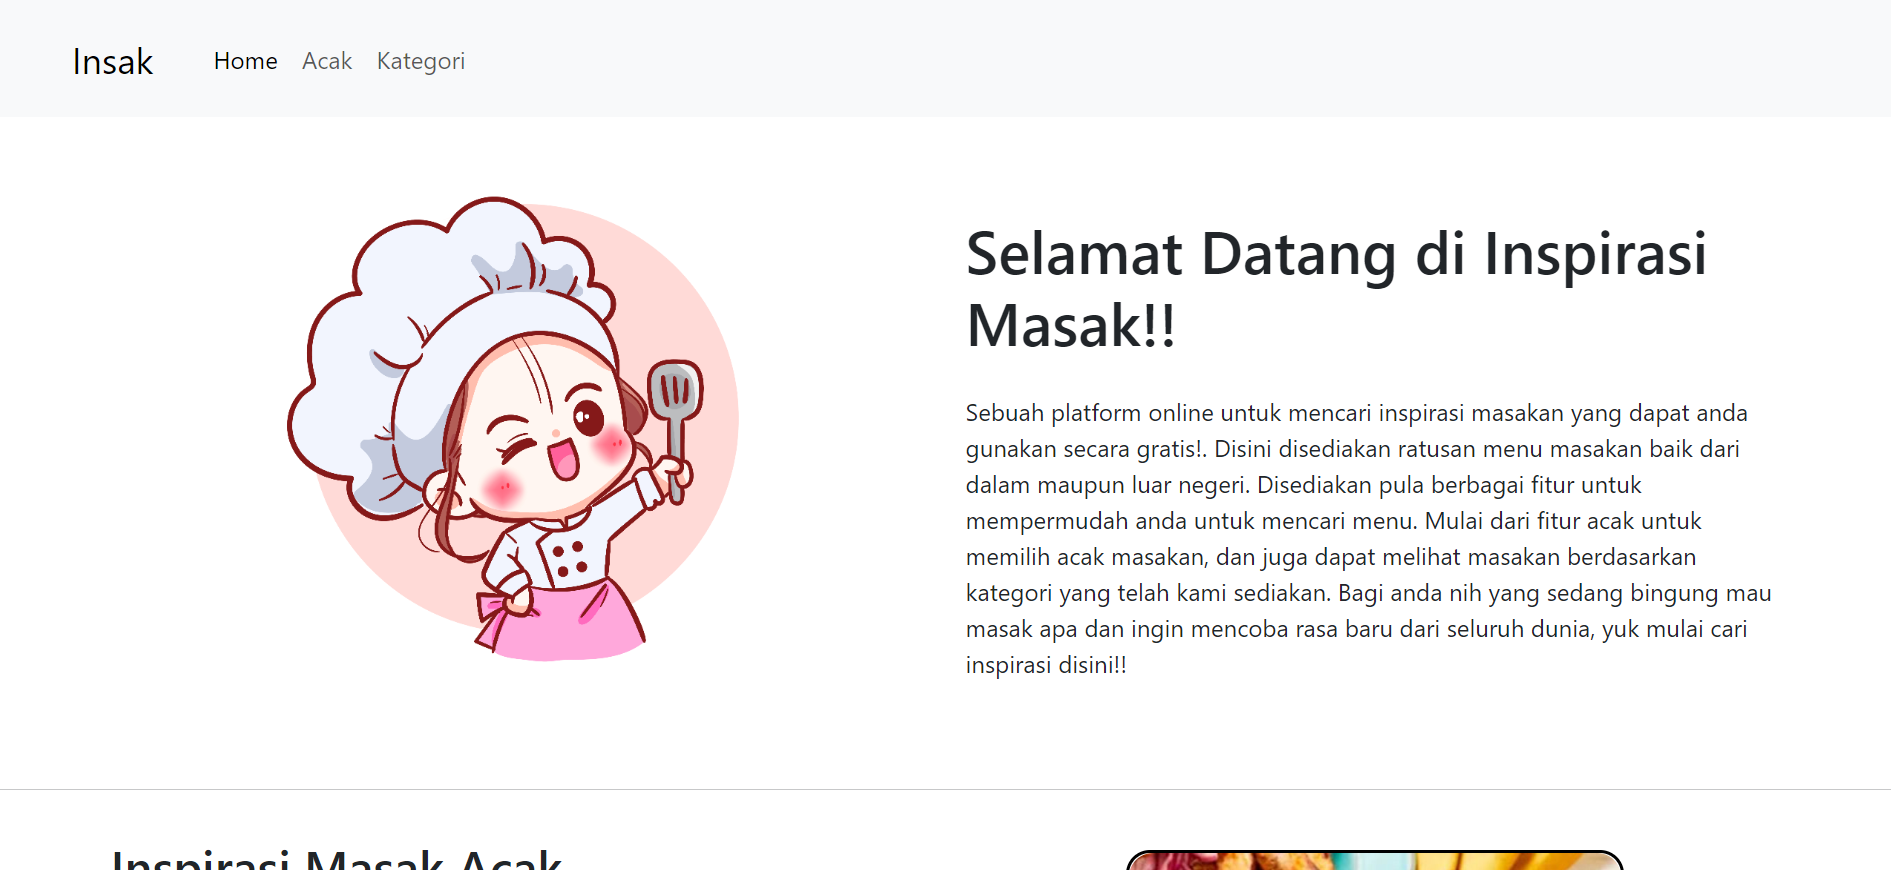 Insak
Home Acak Kategori
Selamat Datang di Inspirasi
Masak!!
Sebuah platform online untuk mencari inspirasi masakan yang dapat anda
gunakan secara gratis!. Disini disediakan ratusan menu masakan baik dari
dalam maupun luar negeri. Disediakan pula berbagai fitur untuk
mempermudah anda untuk mencari menu. Mulai dari fitur acak untuk
memilih acak masakan, dan juga dapat melihat masakan berdasarkan
kategori yang telah kami sediakan. Bagi anda nih yang sedang bingung mau
masak apa dan ingin mencoba rasa baru dari seluruh dunia, yuk mulai cari
inspirasi disini!!
Inspirasi Masak Acak